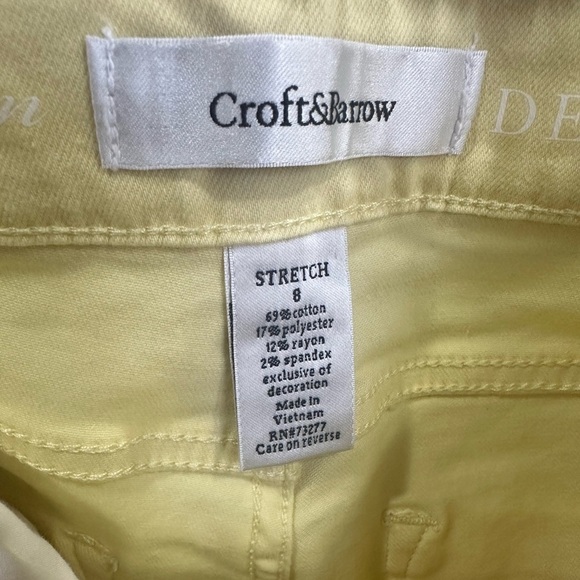 Croft&Barrow
DE
STRETCH
8
69% cotton
17% polyester
12% rayon
2% spandex
exclusive of
decoration
Made in
Vietnam
RN#73277
Care on reverse